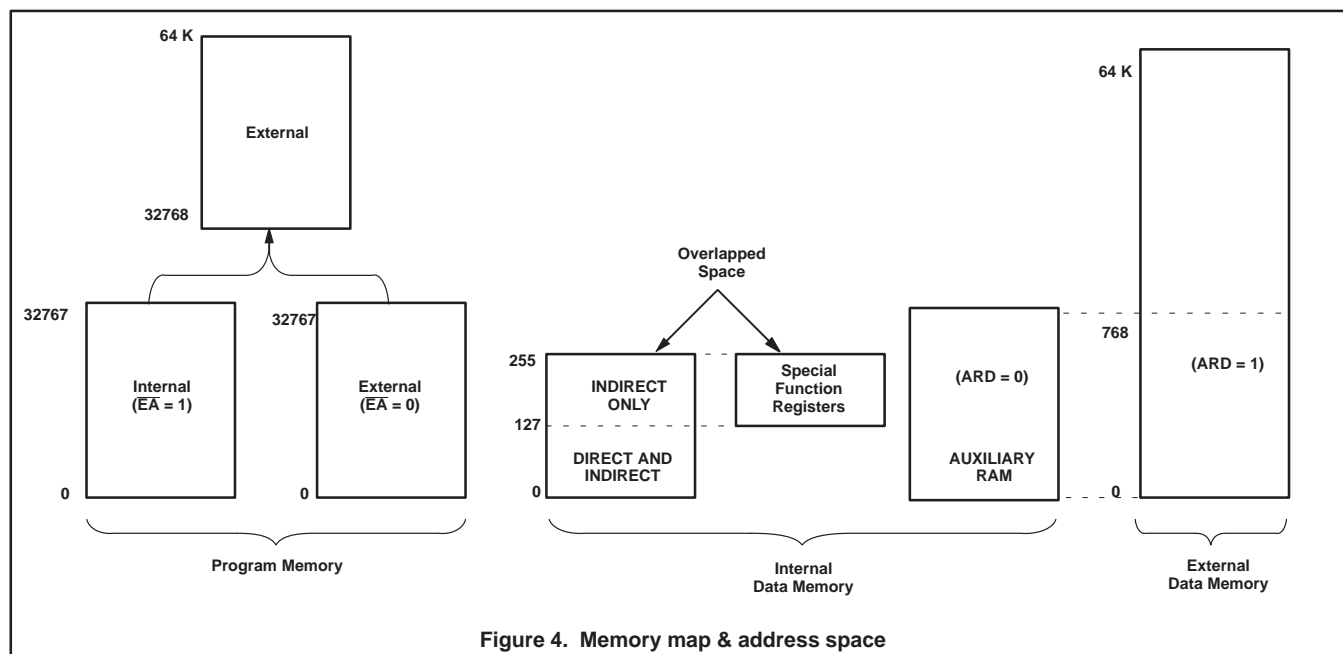 64 K
External
32768
32767
Internal
(E̅A̅ = 1)
0
32767
External
(E̅A̅ = 0)
0
Program Memory
Overlapped
Space
255
INDIRECT
ONLY
127
DIRECT AND
INDIRECT
0
Special
Function
Registers
(ARD = 0)
AUXILIARY
RAM
Internal
Data Memory
64 K
768
(ARD = 1)
0
External
Data Memory
Figure 4. Memory map & address space